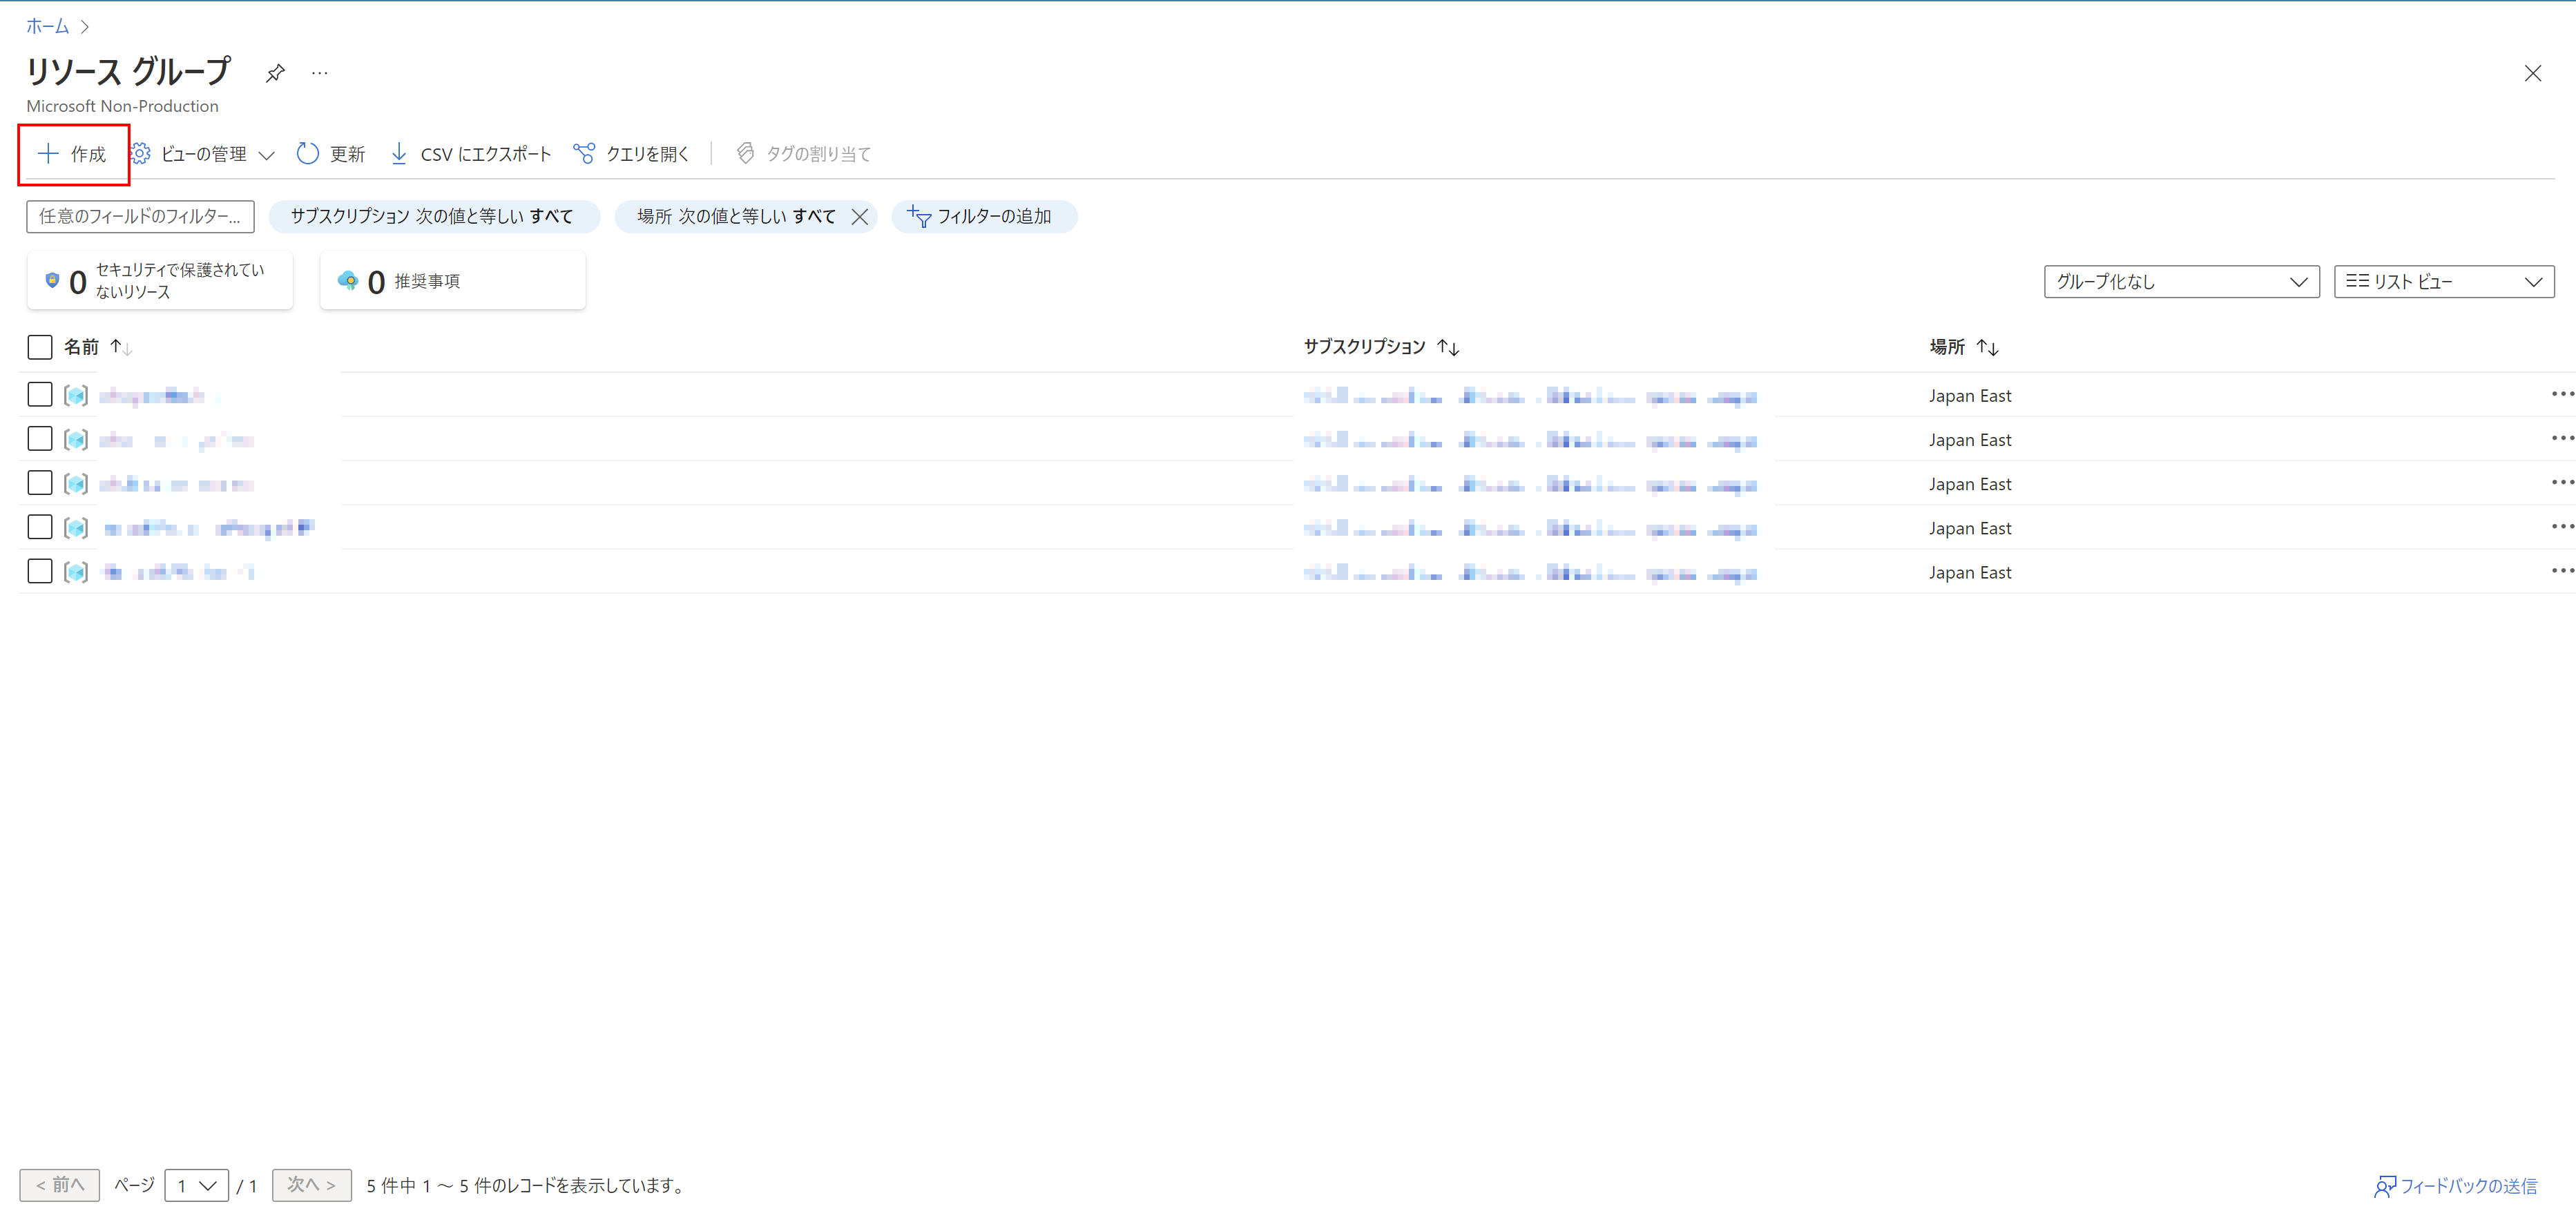 ホーム
リソース グループ
Microsoft Non-Production
作成 ビューの管理 更新 CSV にエクスポート クエリを開く タグの割り当て
任意のフィールドのフィルター... サブスクリプション 次の値と等しい すべて 場所 次の値と等しい すべて フィルターの追加
0 セキュリティで保護されてい
ないリソース
0 推奨事項
グループ化なし リスト ビュー
名前 サブスクリプション 場所
Japan East
Japan East
Japan East
Japan East
Japan East
< 前へ ページ 1 / 1 次へ > 5 件中 1 ～ 5 件のレコードを表示しています。 フィードバックの送信